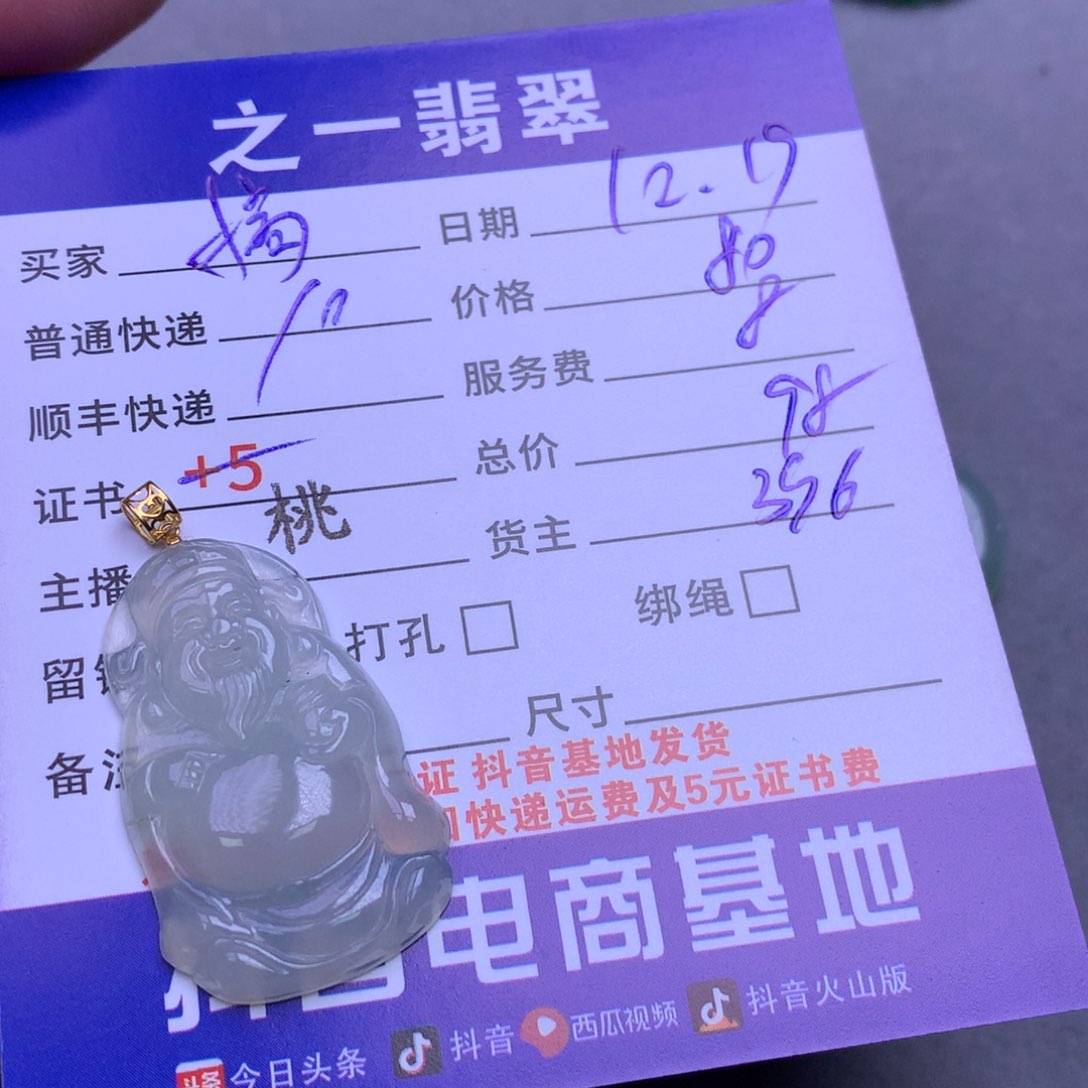 之一翡翠
买家 日期 12.17
普通快递 10 价格 80
顺丰快递 服务费 8
证书 +5 总价 98
主播 桃 货主 356
打孔 绑绳
尺寸
证 抖音基地发货
快递运费及5元证书费
电商基地
今日头条 抖音 西瓜视频 抖音火山版